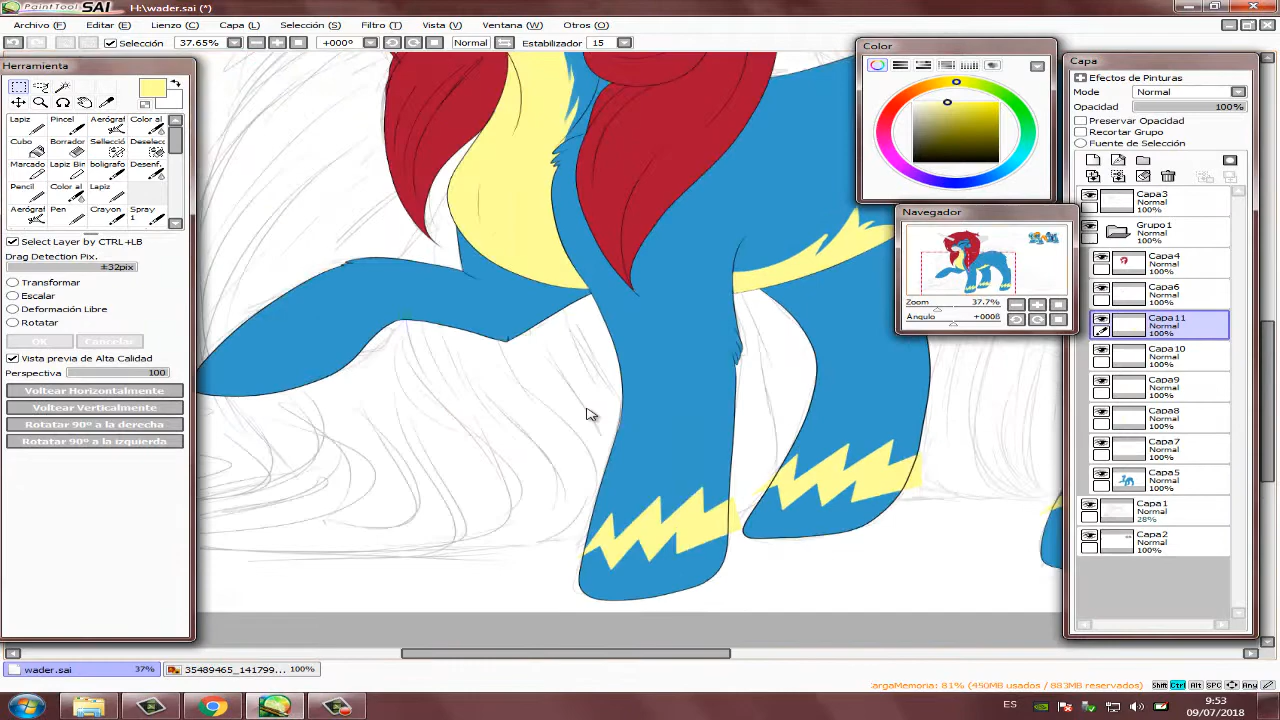 PaintTool SAI H:\wader.sai (*)
Archivo (F) Editar (E) Lienzo (C) Capa (L) Selección (S) Filtro (T) Vista (V) Ventana (W) Otros (O)
Selección 37.65% +000º Normal Estabilizador 15
Herramienta
Lapiz Pincel Aerógraf Color al
Cubo Borrador Selecció Deselecc
Marcado Lapiz Bin boligrafo Desenf.
Pencil Color al Lapiz
Aerógraf Pen Crayon Spray 1
Select Layer by CTRL+LB
Drag Detection Pix.
±32pix
Transformar
Escalar
Deformación Libre
Rotatar
OK Cancelar
Vista previa de Alta Calidad
Perspectiva 100
Voltear Horizontalmente
Voltear Verticalmente
Rotatar 90º a la derecha
Rotatar 90º a la izquierda
Color
Navegador
Zoom 37.7%
Ángulo +0008
Capa
Efectos de Pinturas
Mode Normal
Opacidad 100%
Preservar Opacidad
Recortar Grupo
Fuente de Selección
Capa3
Normal
100%
Grupo1
Normal
100%
Capa4
Normal
100%
Capa6
Normal
100%
Capa11
Normal
100%
Capa10
Normal
100%
Capa9
Normal
100%
Capa8
Normal
100%
Capa7
Normal
100%
Capa5
Normal
100%
Capa1
Normal
28%
Capa2
Normal
100%
wader.sai 37% 35489465_141799... 100%
cargaMemoria: 81% (450MB usados / 883MB reservados) Shift Ctrl Alt SPC Any
ES 9:53
09/07/2018